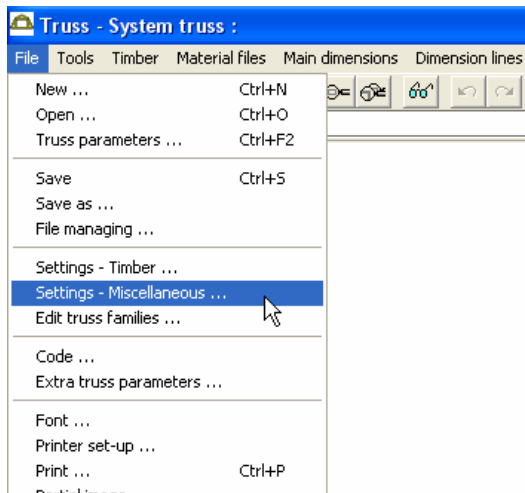 Truss - System truss :
File Tools Timber Material files Main dimensions Dimension lines
New ... Ctrl+N
Open ... Ctrl+O
Truss parameters ... Ctrl+F2
Save Ctrl+S
Save as ...
File managing ...
Settings - Timber ...
Settings - Miscellaneous ...
Edit truss families ...
Code ...
Extra truss parameters ...
Font ...
Printer set-up ...
Print ... Ctrl+P